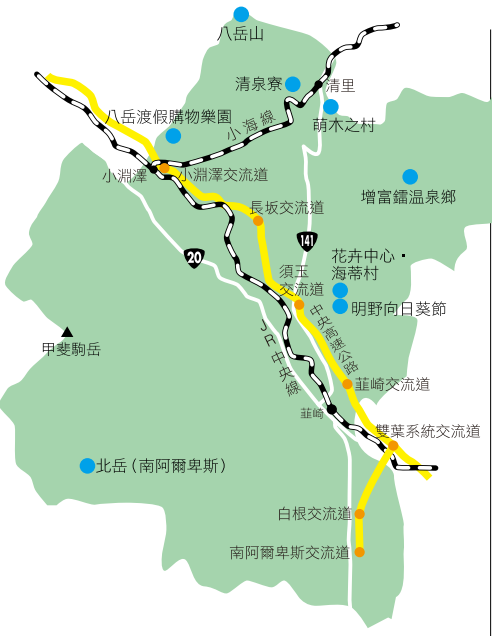 八岳山
清泉寮
清里
八岳渡假購物樂園
小海線
萌木之村
小淵澤
小淵澤交流道
增富鐳溫泉鄉
長坂交流道
141
20
花卉中心・
海蒂村
須玉
交流道
明野向日葵節
中央高速公路
JR中央線
甲斐駒岳
韮崎交流道
韮崎
雙葉系統交流道
北岳（南阿爾卑斯）
白根交流道
南阿爾卑斯交流道